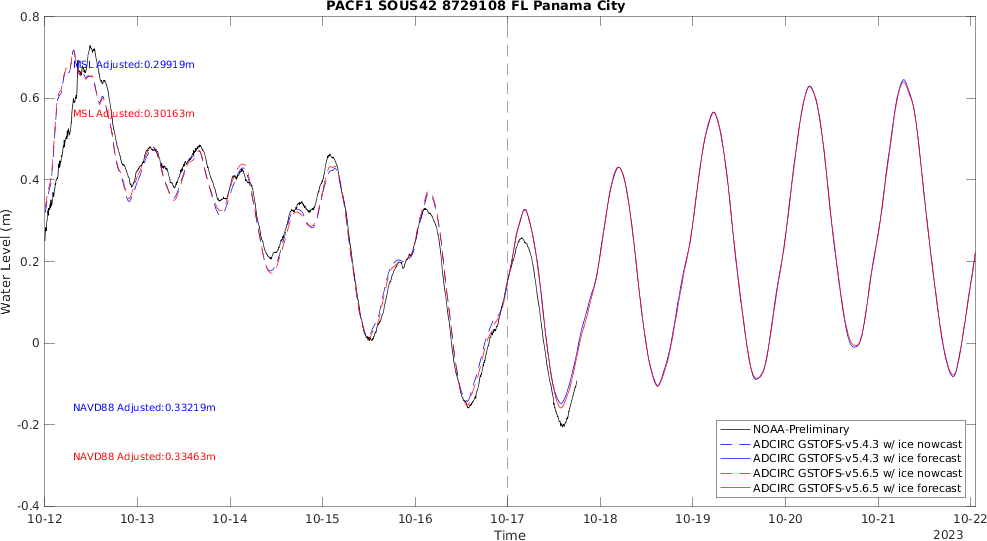 PACF1 SOUS42 8729108 FL Panama City
0.8
0.6
0.4
0.2
0
-0.2
-0.4
Water Level (m)
MSL Adjusted:0.29919m
MSL Adjusted:0.30163m
NAVD88 Adjusted:0.33219m
NAVD88 Adjusted:0.33463m
NOAA-Preliminary
ADCIRC GSTOFS-v5.4.3 w/ ice nowcast
ADCIRC GSTOFS-v5.4.3 w/ ice forecast
ADCIRC GSTOFS-v5.6.5 w/ ice nowcast
ADCIRC GSTOFS-v5.6.5 w/ ice forecast
10-12 10-13 10-14 10-15 10-16 10-17 10-18 10-19 10-20 10-21 10-22
Time
2023